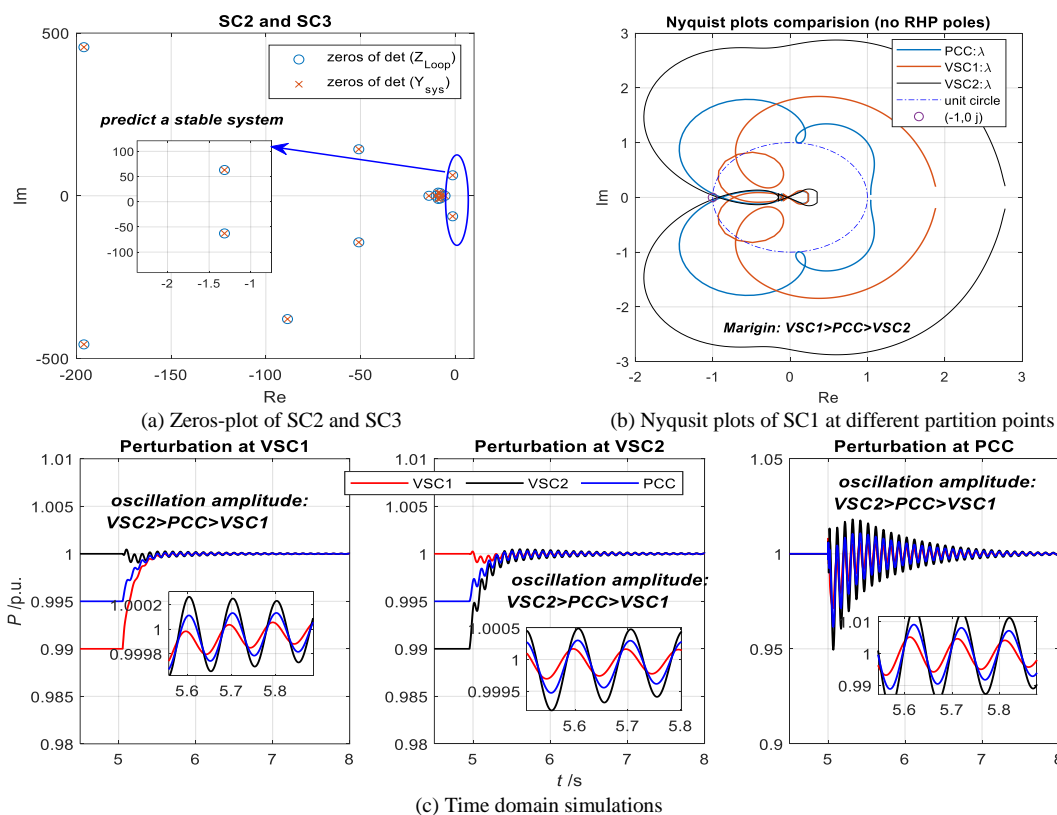 SC2 and SC3
500
0
-500
Im
-200
-150
-100
-50
0
Re
zeros of det (Z_Loop)
zeros of det (Y_sys)
predict a stable system
100
50
0
-50
-100
-2
-1.5
-1
(a) Zeros-plot of SC2 and SC3
Nyquist plots comparision (no RHP poles)
3
2
1
0
-1
-2
-3
Im
-2
-1
0
1
2
3
Re
PCC:λ
VSC1:λ
VSC2:λ
unit circle
(-1,0 j)
Marigin: VSC1>PCC>VSC2
(b) Nyqusit plots of SC1 at different partition points
Perturbation at VSC1
1.01
1.005
1
0.995
0.99
0.985
0.98
P /p.u.
5
6
7
8
oscillation amplitude:
VSC2>PCC>VSC1
1.0002
1
0.9998
5.6
5.7
5.8
Perturbation at VSC2
VSC1
VSC2
PCC
1.01
1.005
1
0.995
0.99
0.985
0.98
5
6
7
8
t /s
oscillation amplitude:
VSC2>PCC>VSC1
1.0005
1
0.99995
5.6
5.7
5.8
Perturbation at PCC
1.05
1
0.95
0.9
5
6
7
8
oscillation amplitude:
VSC2>PCC>VSC1
1.01
1
0.99
5.6
5.7
5.8
(c) Time domain simulations